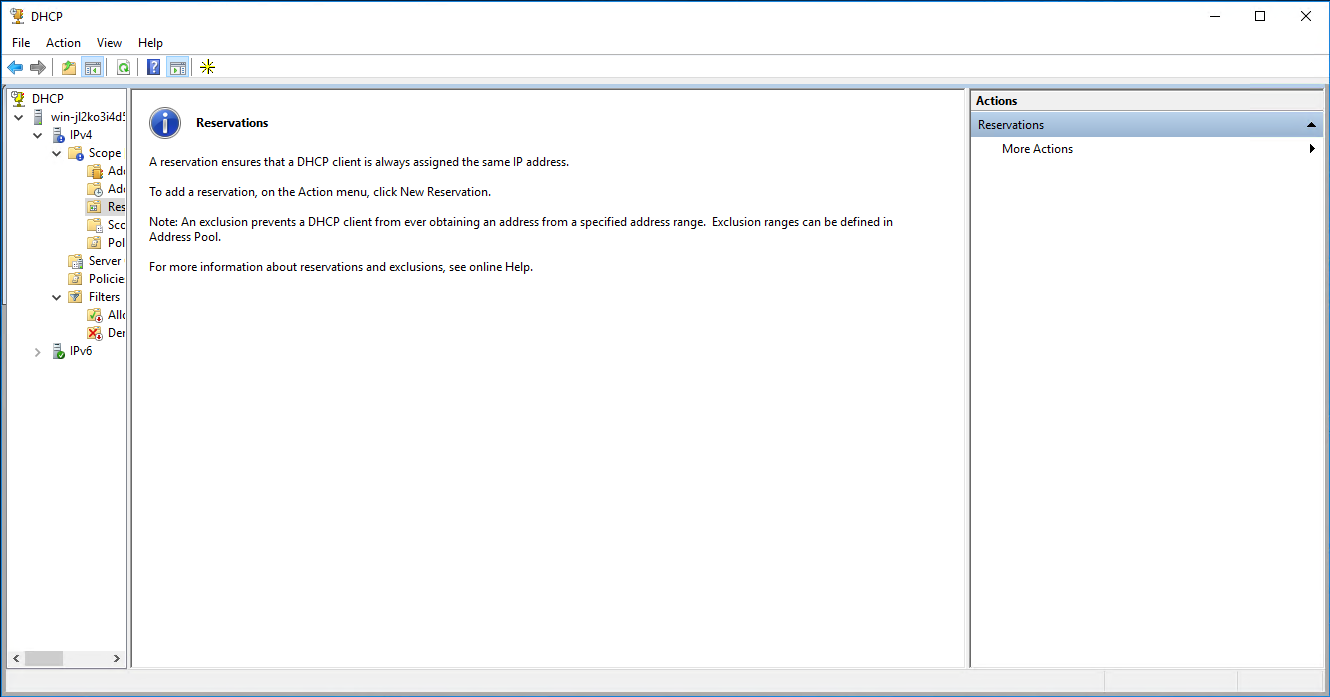 DHCP
File Action View Help
DHCP
win-jl2ko3i4d5
IPv4
Scope
Add
Add
Res
Sco
Pol
Server
Policie
Filters
Allo
Den
IPv6
Reservations
A reservation ensures that a DHCP client is always assigned the same IP address.
To add a reservation, on the Action menu, click New Reservation.
Note: An exclusion prevents a DHCP client from ever obtaining an address from a specified address range.  Exclusion ranges can be defined in
Address Pool.
For more information about reservations and exclusions, see online Help.
Actions
Reservations
More Actions